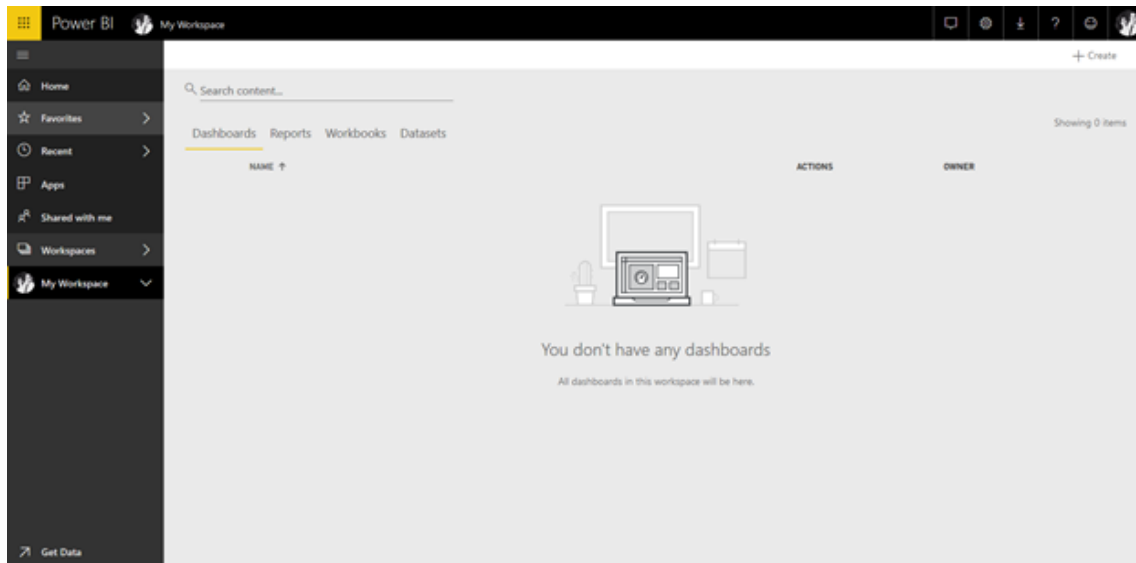 Power BI My Workspace
+ Create
Home
Search content...
Favorites
Showing 0 items
Dashboards Reports Workbooks Datasets
Recent
NAME ↑ ACTIONS OWNER
Apps
Shared with me
Workspaces
My Workspace
You don't have any dashboards
All dashboards in this workspace will be here.
Get Data